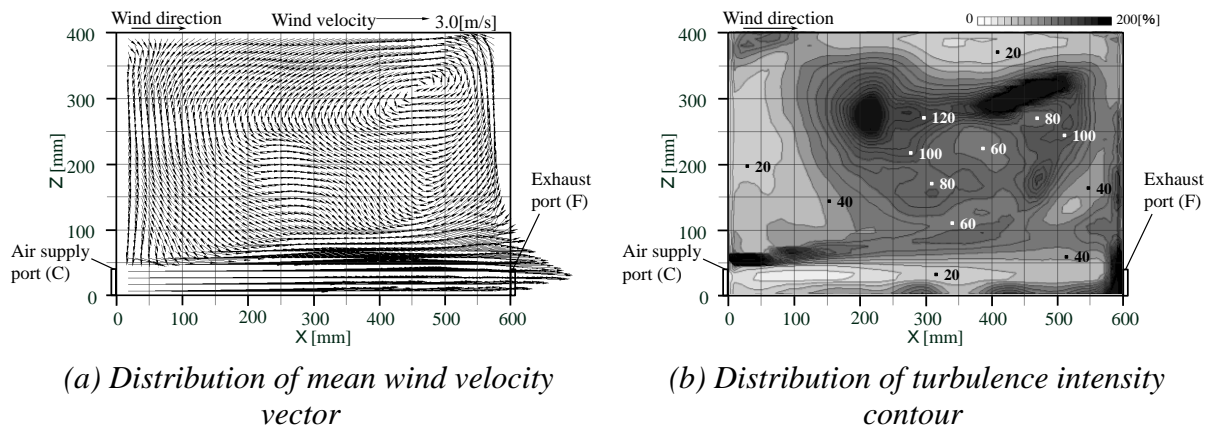 Wind direction
Wind velocity
3.0[m/s]
400
300
200
100
0
Z [mm]
0
100
200
300
400
500
600
X [mm]
Air supply
port (C)
Exhaust
port (F)
(a) Distribution of mean wind velocity
vector
Wind direction
0
200[%]
400
300
200
100
0
Z [mm]
20
120
80
100
100
60
20
80
40
40
60
40
20
0
100
200
300
400
500
600
X [mm]
Air supply
port (C)
Exhaust
port (F)
(b) Distribution of turbulence intensity
contour